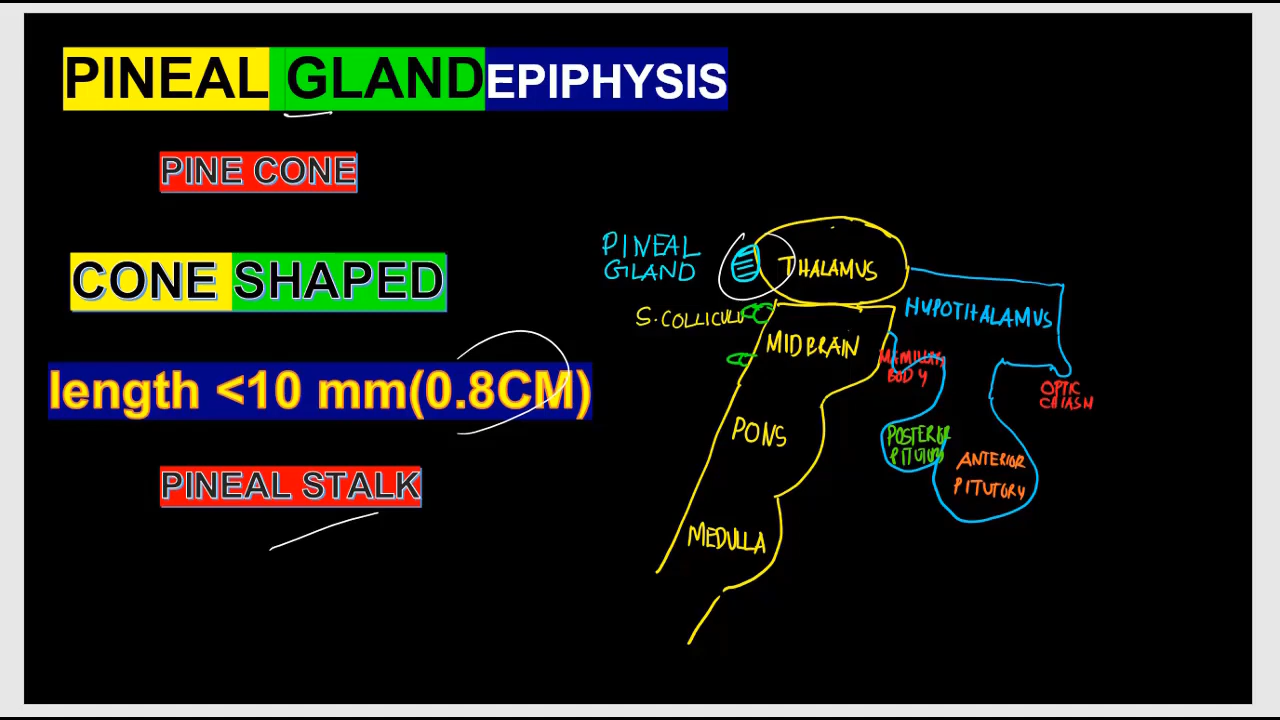 PINEAL GLAND EPIPHYSIS
PINE CONE
CONE SHAPED
length <10 mm(0.8CM)
PINEAL STALK
PINEAL
GLAND
THALAMUS
S.COLLICULU
MIDBRAIN
PONS
MEDULLA
HYPOTHALAMUS
BODY
OPTIC
CHIASM
POSTERIOR
ANTERIOR
PITUTORY